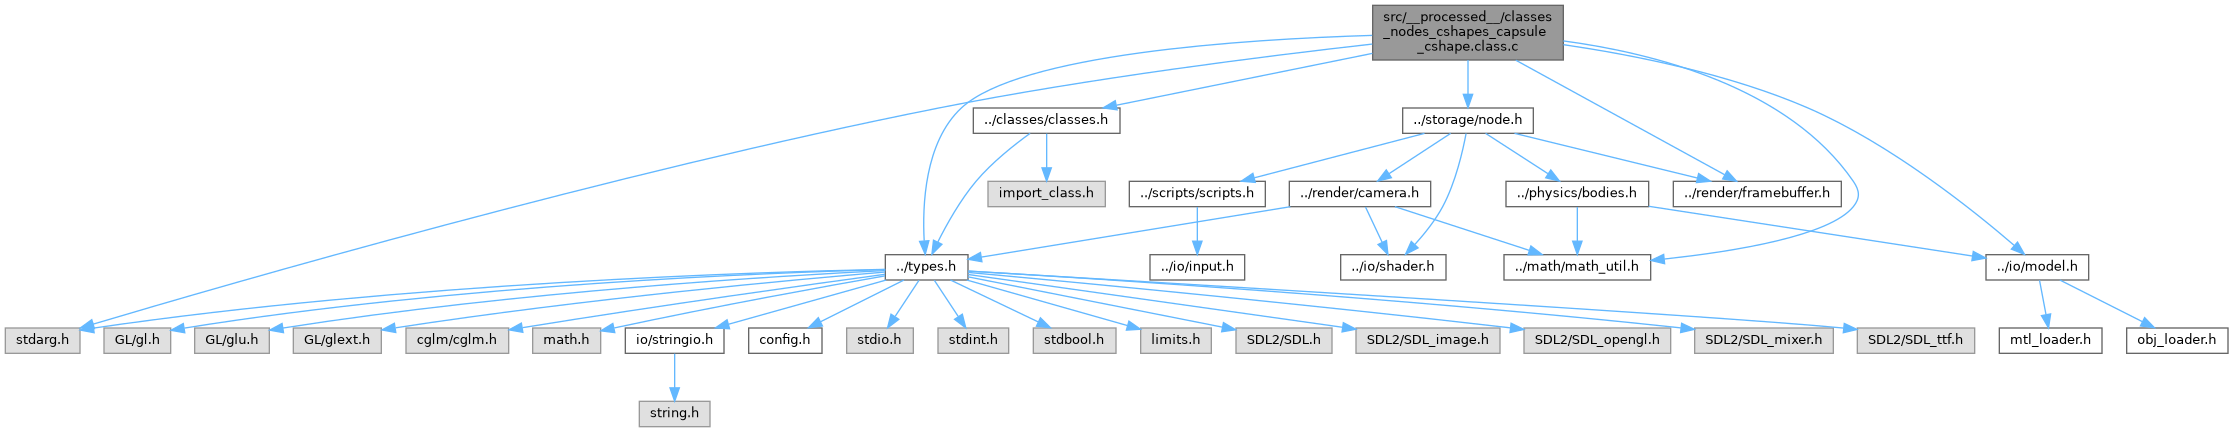 src/__processed__/classes
_nodes_cshapes_capsule
_cshape.class.c
../classes/classes.h
../storage/node.h
import_class.h
../scripts/scripts.h
../render/camera.h
../physics/bodies.h
../render/framebuffer.h
../types.h
../io/input.h
../io/shader.h
../math/math_util.h
../io/model.h
stdarg.h
GL/gl.h
GL/glu.h
GL/glext.h
cglm/cglm.h
math.h
io/stringio.h
config.h
stdio.h
stdint.h
stdbool.h
limits.h
SDL2/SDL.h
SDL2/SDL_image.h
SDL2/SDL_opengl.h
SDL2/SDL_mixer.h
SDL2/SDL_ttf.h
mtl_loader.h
obj_loader.h
string.h